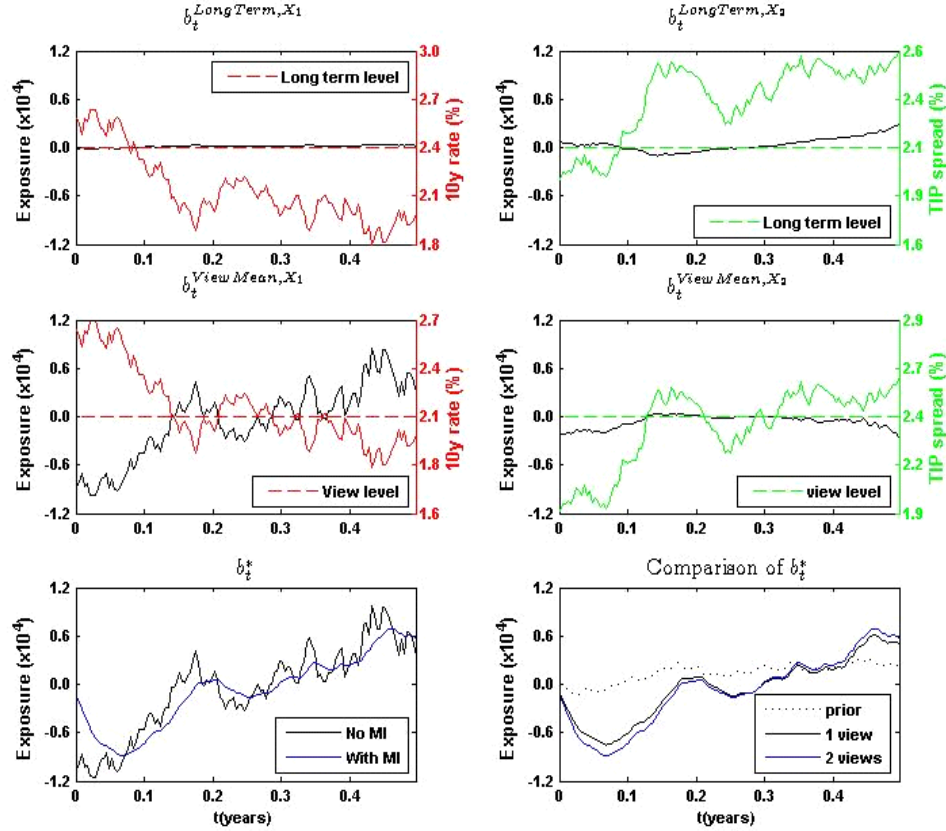 b_t^{LongTerm,X_1}
Exposure (x10^-4)
1.2
0.6
0.0
-0.6
-1.2
Long term level
3.0
2.7
2.4
2.1
1.8
10y rate (%)
0 0.1 0.2 0.3 0.4
b_t^{LongTerm,X_2}
Exposure (x10^-4)
1.2
0.6
0.0
-0.6
-1.2
Long term level
2.6
2.4
2.1
1.9
1.6
TIP spread (%)
0 0.1 0.2 0.3 0.4
b_t^{ViewMean,X_1}
Exposure (x10^-4)
1.2
0.6
0.0
-0.6
-1.2
View level
2.7
2.4
2.1
1.8
1.6
10y rate (%)
0 0.1 0.2 0.3 0.4
b_t^{ViewMean,X_2}
Exposure (x10^-4)
1.2
0.6
0.0
-0.6
-1.2
view level
2.9
2.6
2.4
2.2
1.9
TIP spread (%)
0 0.1 0.2 0.3 0.4
b_t^*
Exposure (x10^-4)
1.2
0.6
0.0
-0.6
-1.2
No MI
With MI
0 0.1 0.2 0.3 0.4
t(years)
Comparison of b_t^*
Exposure (x10^-4)
1.2
0.6
0.0
-0.6
-1.2
prior
1 view
2 views
0 0.1 0.2 0.3 0.4
t(years)